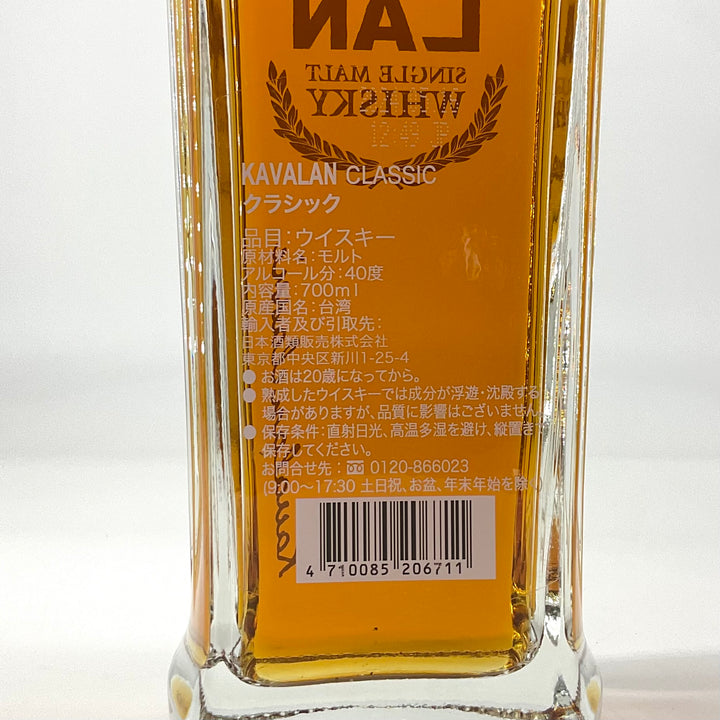 LAN
SINGLE MALT
WHISKY
KAVALAN CLASSIC
クラシック
品目:ウイスキー
原材料名:モルト
アルコール分:40度
内容量:700ml
原産国名:台湾
輸入者及び引取先:
日本酒類販売株式会社
東京都中央区新川1-25-4
● お酒は20歳になってから。
● 熟成したウイスキーでは成分が浮遊・沈殿する
場合がありますが、品質に影響はございません。
● 保存条件:直射日光、高温多湿を避け、縦置きで
保存してください。
お問合せ先: 0120-866023
(9:00〜17:30 土日祝、お盆、年末年始を除く)
4 710085 206711